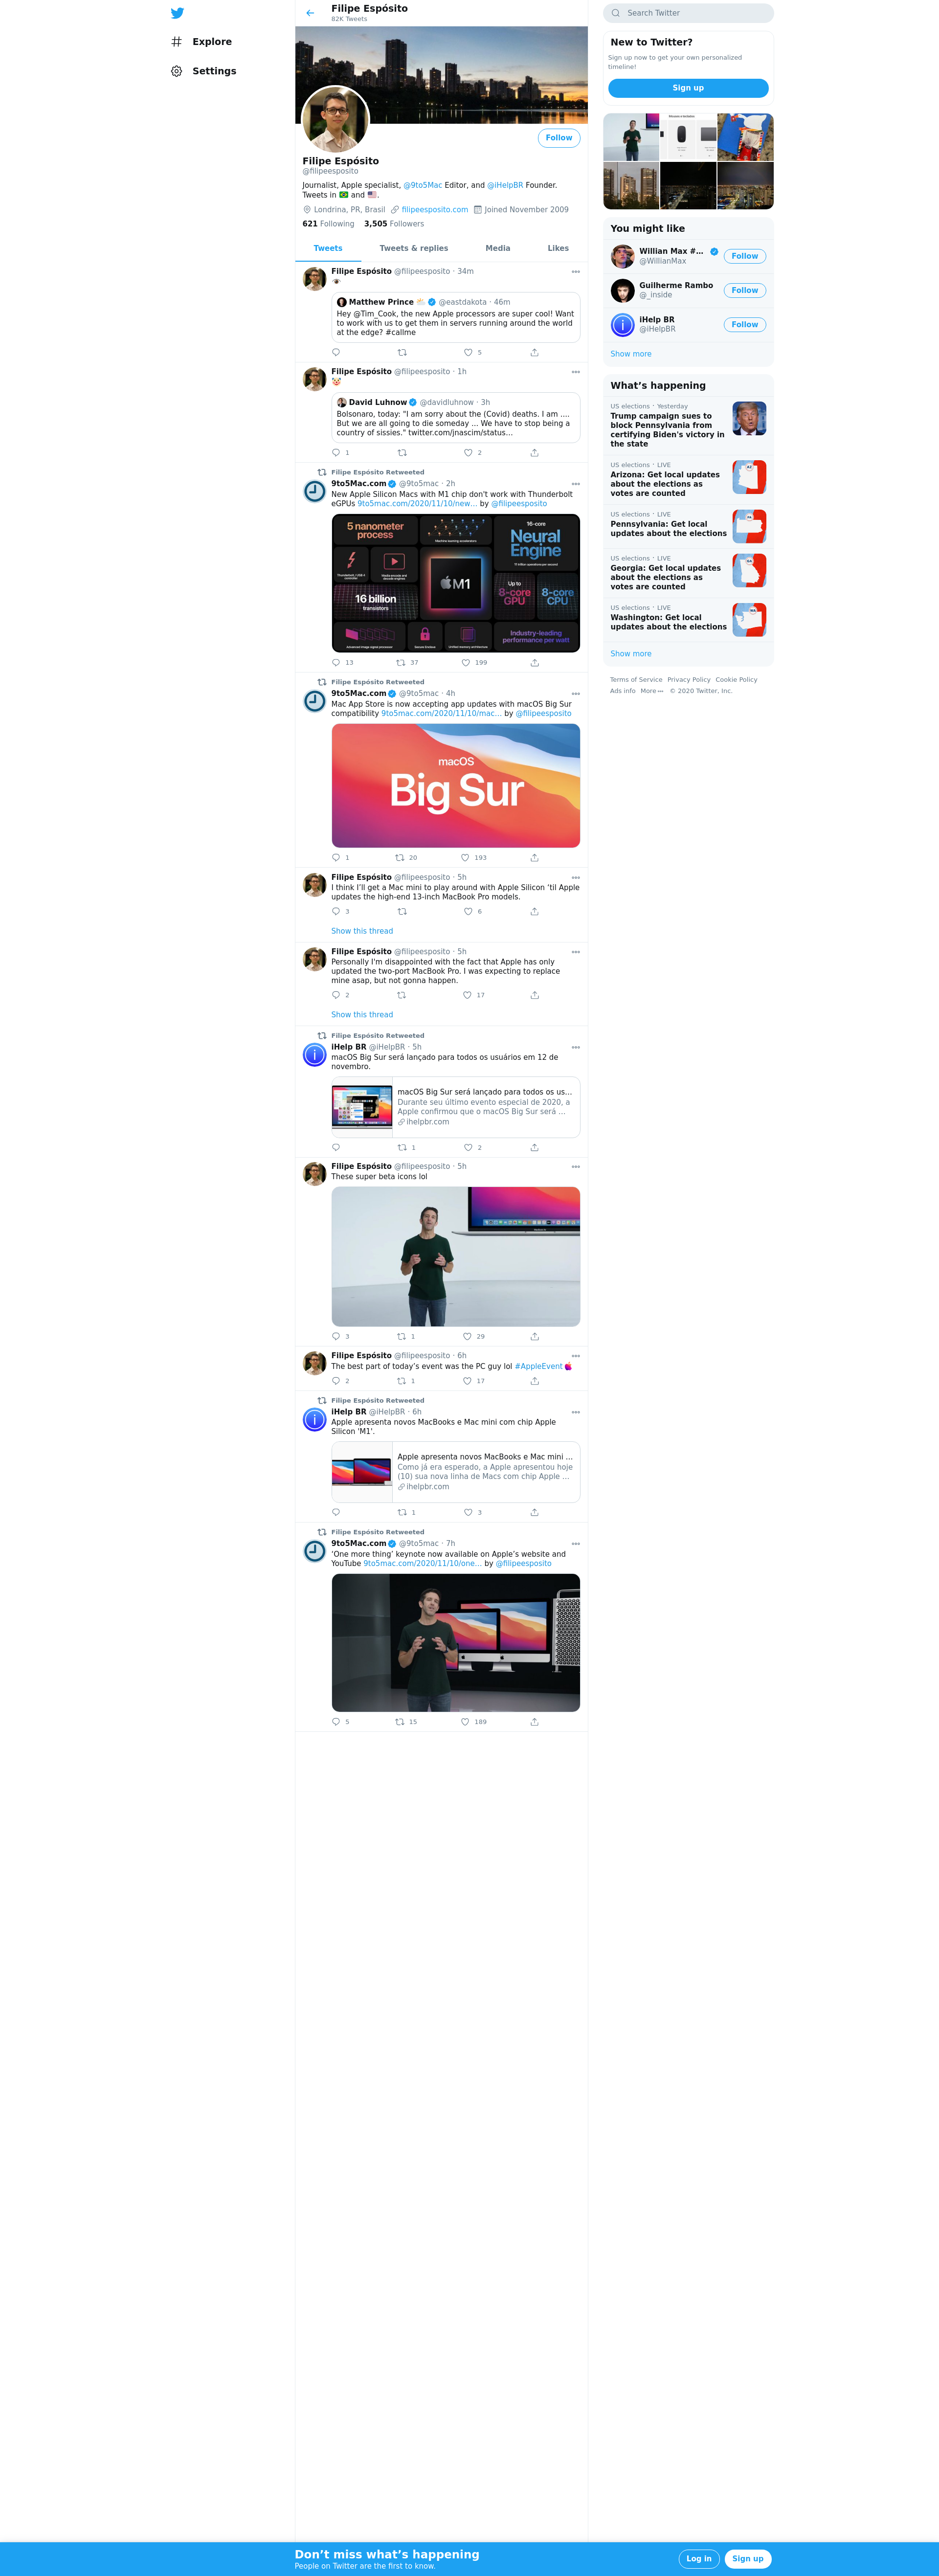 Explore
Settings
Filipe Espósito
82K Tweets
Follow
Filipe Espósito
@filipeesposito
Journalist, Apple specialist, @9to5Mac Editor, and @iHelpBR Founder.
Tweets in 🇧🇷 and 🇺🇸.
Londrina, PR, Brasil filipeesposito.com Joined November 2009
621 Following 3,505 Followers
Tweets Tweets & replies Media Likes
Filipe Espósito @filipeesposito · 34m
Matthew Prince @eastdakota · 46m
Hey @Tim_Cook, the new Apple processors are super cool! Want
to work with us to get them in servers running around the world
at the edge? #callme
5
Filipe Espósito @filipeesposito · 1h
🤡
David Luhnow @davidluhnow · 3h
Bolsonaro, today: "I am sorry about the (Covid) deaths. I am ....
But we are all going to die someday ... We have to stop being a
country of sissies." twitter.com/jnascim/status…
1 2
Filipe Espósito Retweeted
9to5Mac.com @9to5mac · 2h
New Apple Silicon Macs with M1 chip don't work with Thunderbolt
eGPUs 9to5mac.com/2020/11/10/new… by @filipeesposito
5 nanometer
process
Machine learning accelerators
16-core
Neural
Engine
11 trillion operations per second
Thunderbolt / USB 4
controller
Media encode and
decode engines
M1
16 billion
transistors
Up to
8-core
GPU
8-core
CPU
Advanced image signal processor
Secure Enclave
Unified memory architecture
Industry-leading
performance per watt
13 37 199
Filipe Espósito Retweeted
9to5Mac.com @9to5mac · 4h
Mac App Store is now accepting app updates with macOS Big Sur
compatibility 9to5mac.com/2020/11/10/mac… by @filipeesposito
macOS
Big Sur
1 20 193
Filipe Espósito @filipeesposito · 5h
I think I’ll get a Mac mini to play around with Apple Silicon ’til Apple
updates the high-end 13-inch MacBook Pro models.
3 6
Show this thread
Filipe Espósito @filipeesposito · 5h
Personally I'm disappointed with the fact that Apple has only
updated the two-port MacBook Pro. I was expecting to replace
mine asap, but not gonna happen.
2 17
Show this thread
Filipe Espósito Retweeted
iHelp BR @iHelpBR · 5h
macOS Big Sur será lançado para todos os usuários em 12 de
novembro.
macOS Big Sur será lançado para todos os us…
Durante seu último evento especial de 2020, a
Apple confirmou que o macOS Big Sur será …
ihelpbr.com
1 2
Filipe Espósito @filipeesposito · 5h
These super beta icons lol
3 1 29
Filipe Espósito @filipeesposito · 6h
The best part of today’s event was the PC guy lol #AppleEvent
2 1 17
Filipe Espósito Retweeted
iHelp BR @iHelpBR · 6h
Apple apresenta novos MacBooks e Mac mini com chip Apple
Silicon 'M1'.
Apple apresenta novos MacBooks e Mac mini …
Como já era esperado, a Apple apresentou hoje
(10) sua nova linha de Macs com chip Apple …
ihelpbr.com
1 3
Filipe Espósito Retweeted
9to5Mac.com @9to5mac · 7h
‘One more thing’ keynote now available on Apple’s website and
YouTube 9to5mac.com/2020/11/10/one… by @filipeesposito
5 15 189
Search Twitter
New to Twitter?
Sign up now to get your own personalized
timeline!
Sign up
You might like
Willian Max #…
@WillianMax
Follow
Guilherme Rambo
@_inside
Follow
iHelp BR
@iHelpBR
Follow
Show more
What’s happening
US elections · Yesterday
Trump campaign sues to
block Pennsylvania from
certifying Biden's victory in
the state
US elections · LIVE
Arizona: Get local updates
about the elections as
votes are counted
US elections · LIVE
Pennsylvania: Get local
updates about the elections
US elections · LIVE
Georgia: Get local updates
about the elections as
votes are counted
US elections · LIVE
Washington: Get local
updates about the elections
Show more
Terms of Service Privacy Policy Cookie Policy
Ads info More © 2020 Twitter, Inc.
Don’t miss what’s happening
People on Twitter are the first to know.
Log in
Sign up